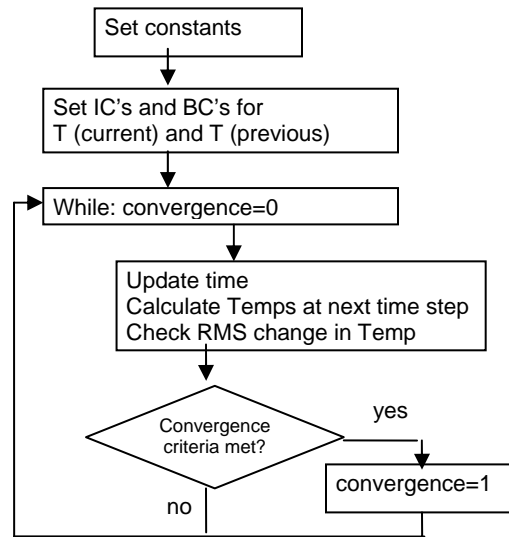 Set constants
Set IC's and BC's for
T (current) and T (previous)
While: convergence=0
Update time
Calculate Temps at next time step
Check RMS change in Temp
Convergence
criteria met?
yes
convergence=1
no